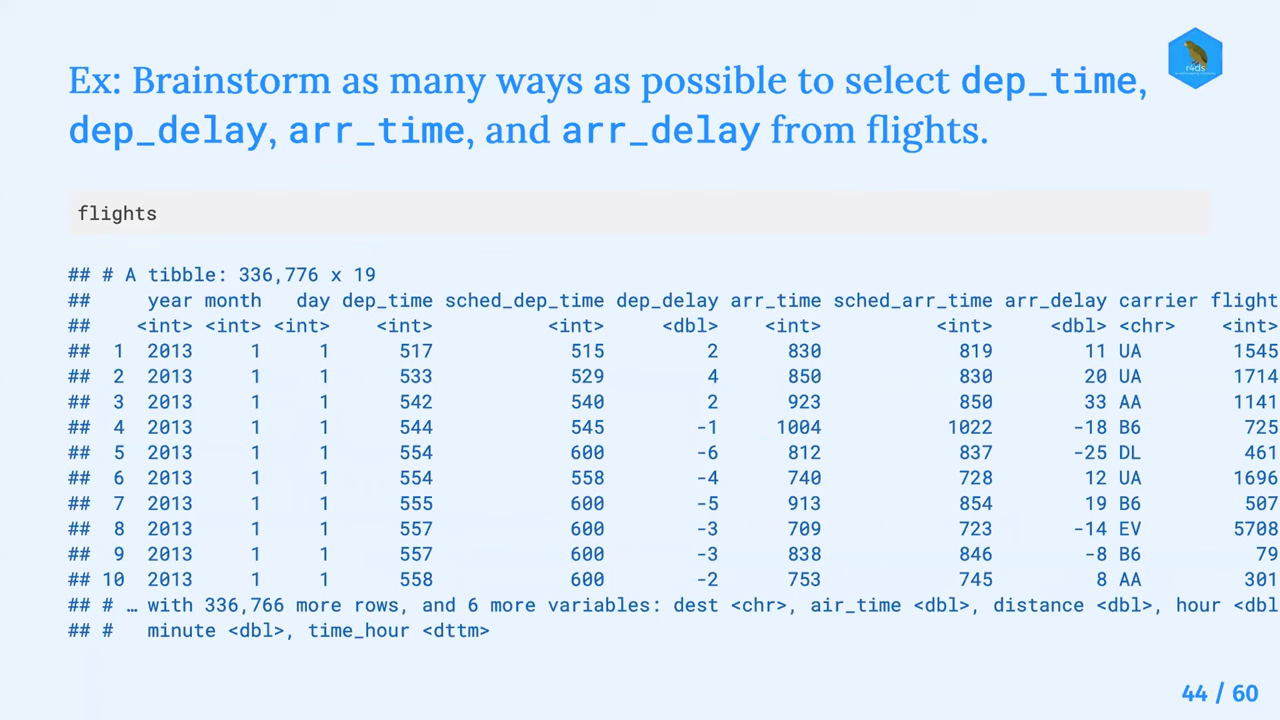 Ex: Brainstorm as many ways as possible to select dep_time,
dep_delay, arr_time, and arr_delay from flights.
r4ds
flights
## # A tibble: 336,776 x 19
##     year month   day dep_time sched_dep_time dep_delay arr_time sched_arr_time arr_delay carrier flight
##    <int> <int> <int>    <int>          <int>     <dbl>    <int>          <int>     <dbl> <chr>    <int>
##  1  2013     1     1      517            515         2      830            819        11 UA        1545
##  2  2013     1     1      533            529         4      850            830        20 UA        1714
##  3  2013     1     1      542            540         2      923            850        33 AA        1141
##  4  2013     1     1      544            545        -1     1004           1022       -18 B6         725
##  5  2013     1     1      554            600        -6      812            837       -25 DL         461
##  6  2013     1     1      554            558        -4      740            728        12 UA        1696
##  7  2013     1     1      555            600        -5      913            854        19 B6         507
##  8  2013     1     1      557            600        -3      709            723       -14 EV        5708
##  9  2013     1     1      557            600        -3      838            846        -8 B6          79
## 10  2013     1     1      558            600        -2      753            745         8 AA         301
## # … with 336,766 more rows, and 6 more variables: dest <chr>, air_time <dbl>, distance <dbl>, hour <dbl
## #   minute <dbl>, time_hour <dttm>
44 / 60